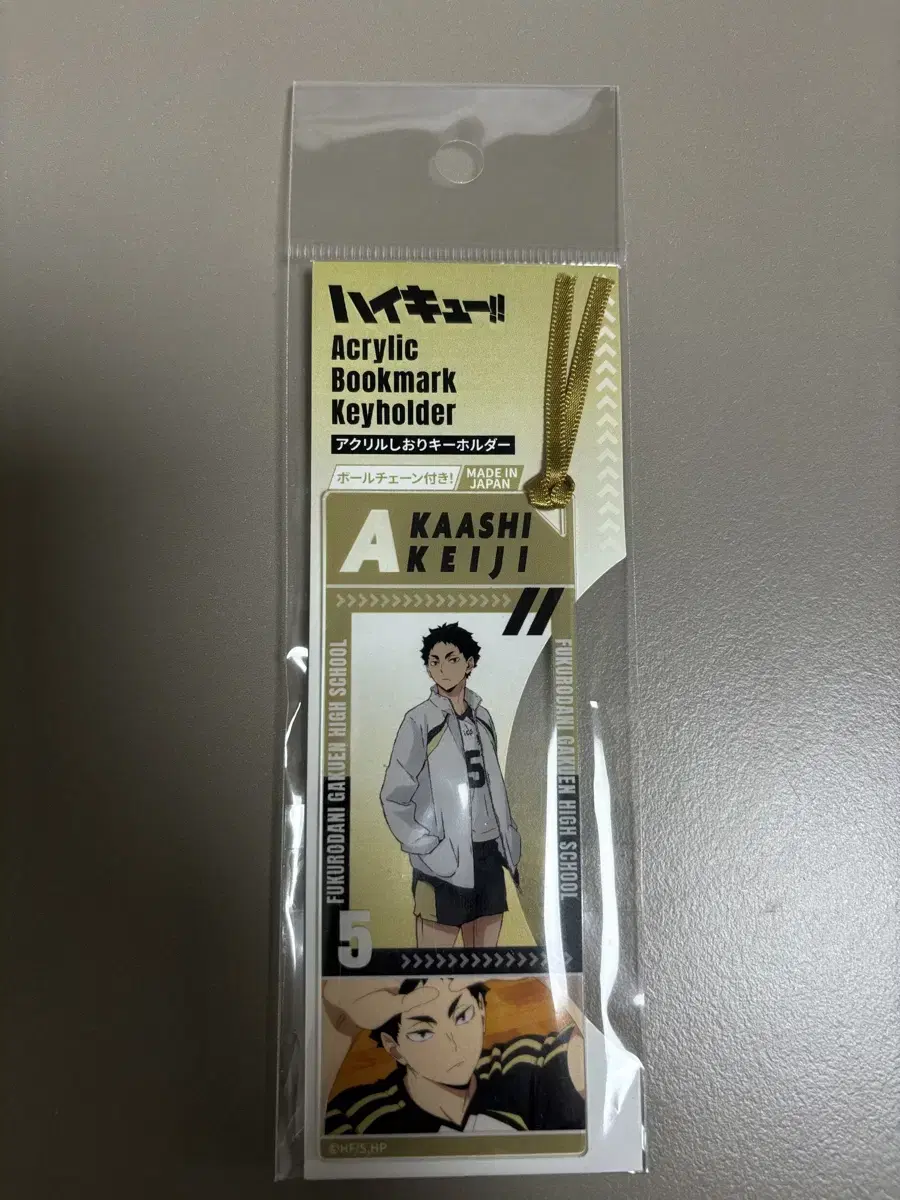 ハイキュー!!
Acrylic
Bookmark
Keyholder
アクリルしおりキーホルダー
ボールチェーン付き!
MADE IN
JAPAN
AKAASHI
KEIJI
FUKURODANI GAKUEN HIGH SCHOOL
FUKURODANI GAKUEN HIGH SCHOOL
5
5
©HF/S,HP